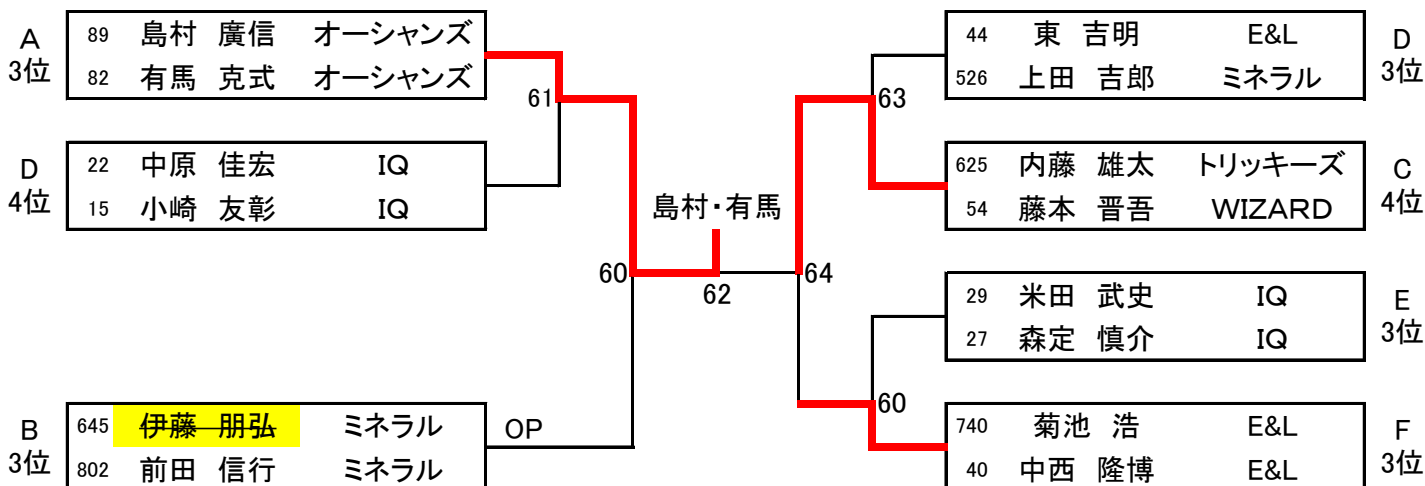 A
3位
89 島村 廣信 オーシャンズ
82 有馬 克式 オーシャンズ
61
D
4位
22 中原 佳宏 IQ
15 小崎 友彰 IQ
60
B
3位
645 伊藤 朋弘 ミネラル
802 前田 信行 ミネラル
OP
島村・有馬
62
44 東 吉明 E&L
526 上田 吉郎 ミネラル
D
3位
63
625 内藤 雄太 トリッキーズ
54 藤本 晋吾 WIZARD
C
4位
64
29 米田 武史 IQ
27 森定 慎介 IQ
E
3位
60
740 菊池 浩 E&L
40 中西 隆博 E&L
F
3位